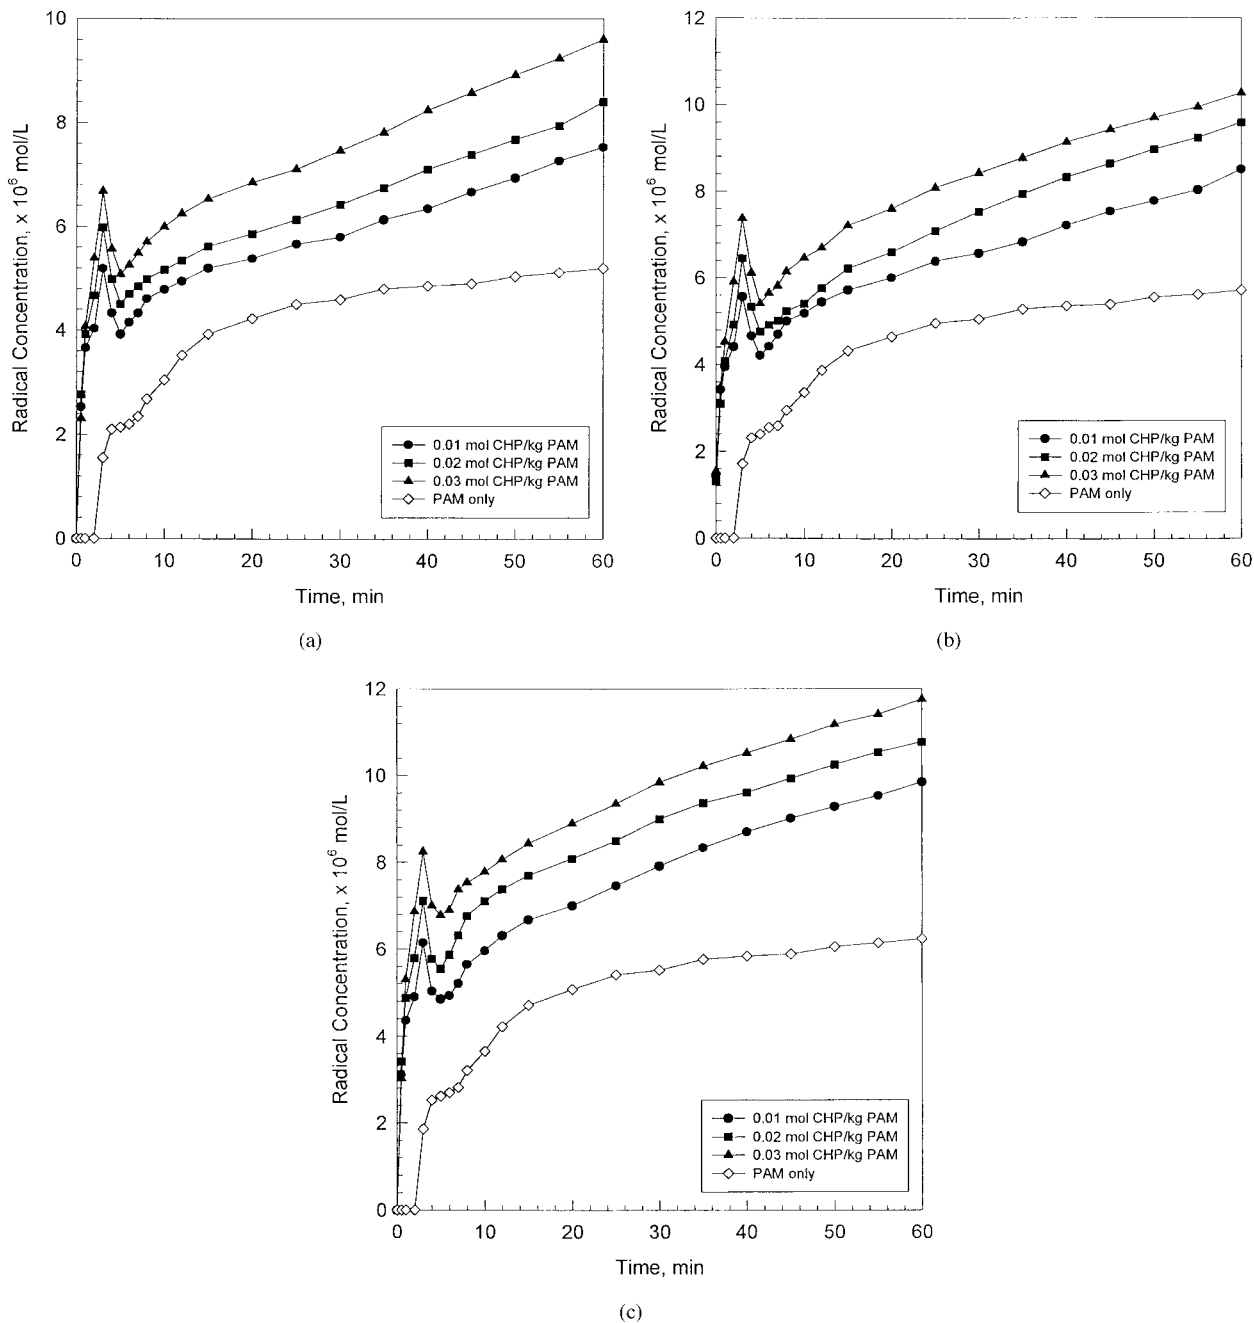 10
8
6
4
2
0
Radical Concentration, x 10⁶ mol/L
0.01 mol CHP/kg PAM
0.02 mol CHP/kg PAM
0.03 mol CHP/kg PAM
PAM only
0 10 20 30 40 50 60
Time, min
(a)
12
10
8
6
4
2
0
Radical Concentration, x 10⁶ mol/L
0.01 mol CHP/kg PAM
0.02 mol CHP/kg PAM
0.03 mol CHP/kg PAM
PAM only
0 10 20 30 40 50 60
Time, min
(b)
12
10
8
6
4
2
0
Radical Concentration, x 10⁶ mol/L
0.01 mol CHP/kg PAM
0.02 mol CHP/kg PAM
0.03 mol CHP/kg PAM
PAM only
0 10 20 30 40 50 60
Time, min
(c)